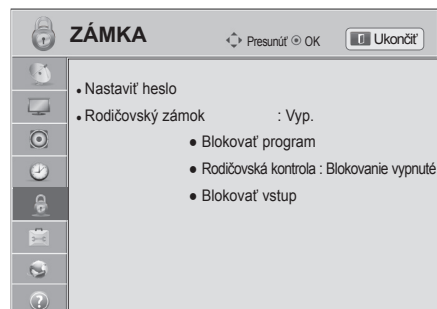 ZÁMKA
Presunúť OK
Ukončiť
• Nastaviť heslo
• Rodičovský zámok : Vyp.
● Blokovať program
● Rodičovská kontrola : Blokovanie vypnuté
● Blokovať vstup